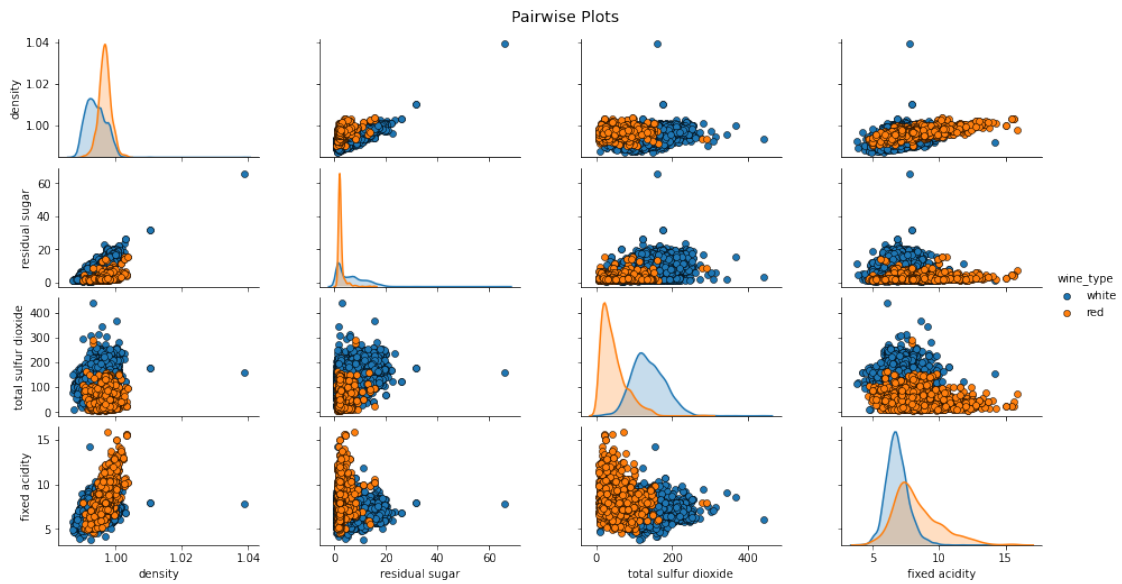 Pairwise Plots
1.04
1.02
1.00
density
60
40
20
0
residual sugar
wine_type
white
red
400
300
200
100
0
total sulfur dioxide
15
10
5
fixed acidity
1.00 1.02 1.04 0 20 40 60 0 200 400 5 10 15
density residual sugar total sulfur dioxide fixed acidity